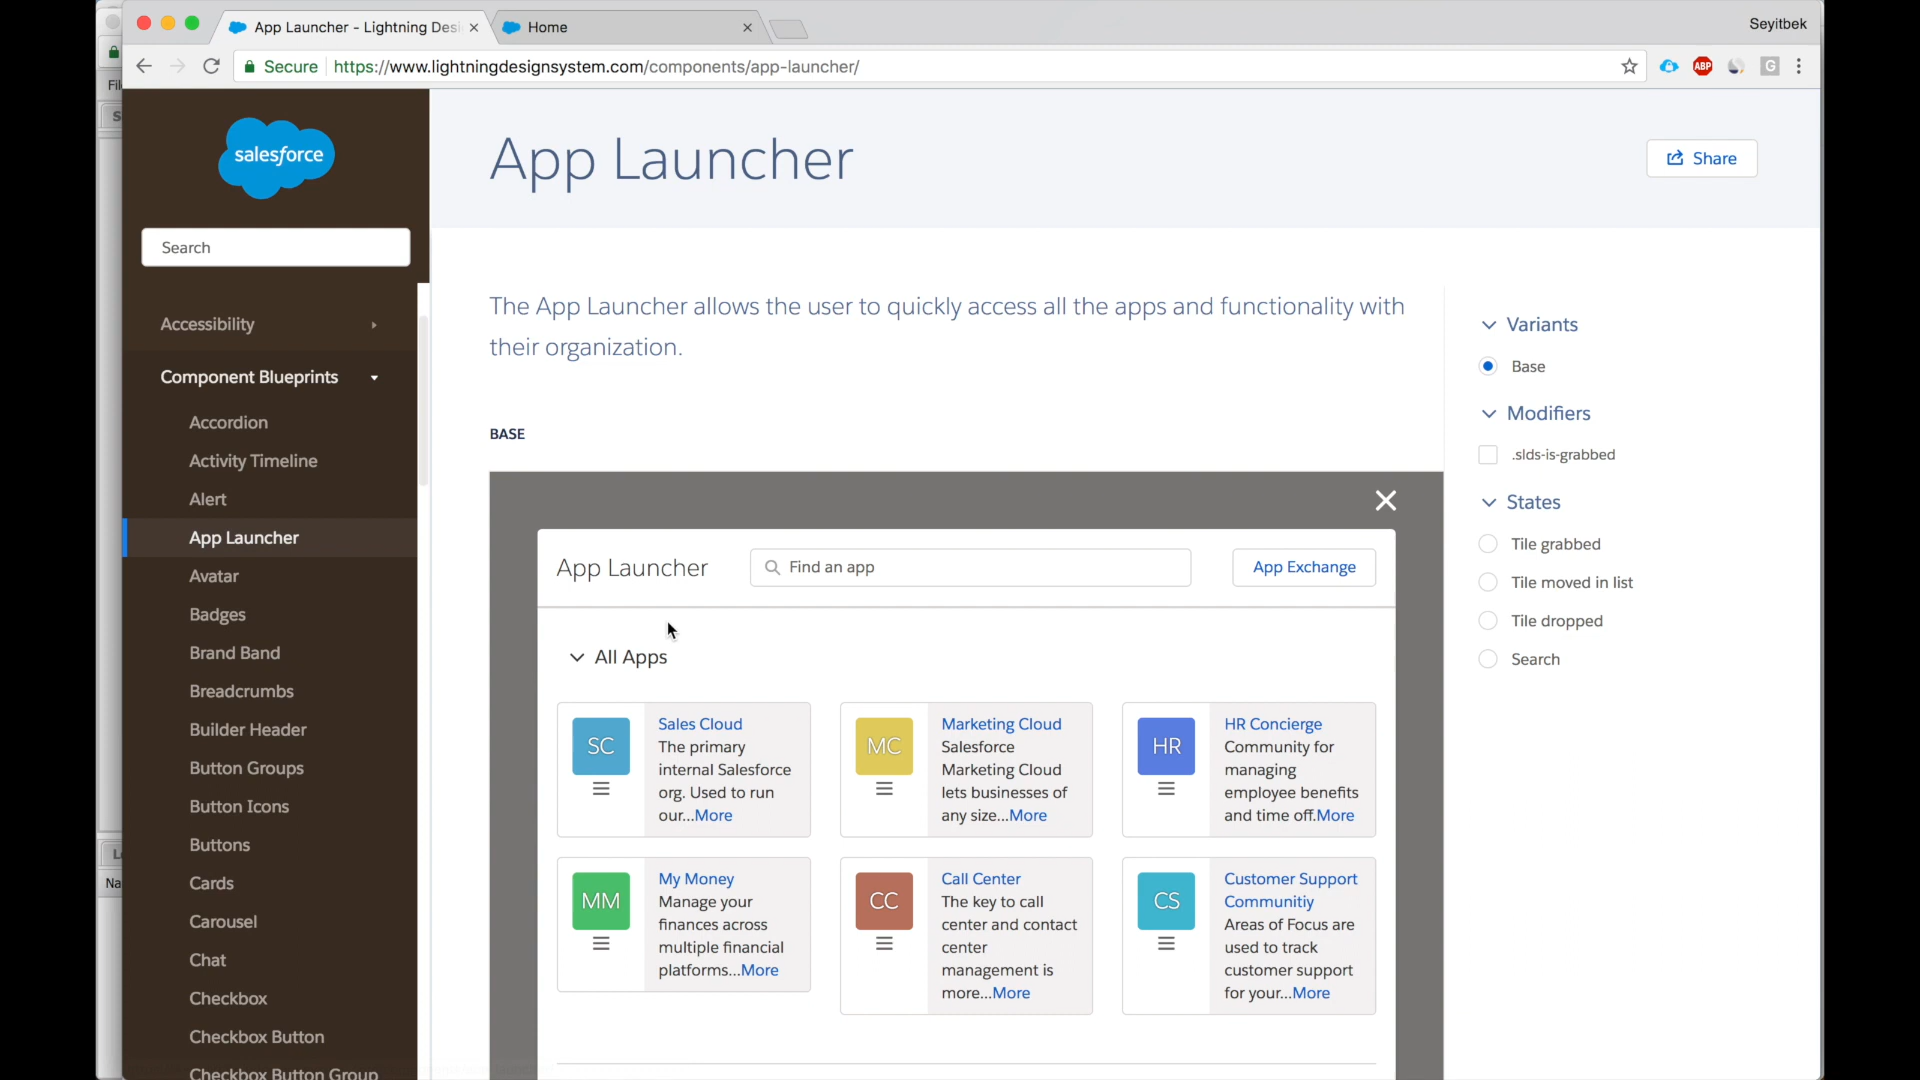 App Launcher - Lightning Desi
Home
Seyitbek
Secure
https://www.lightningdesignsystem.com/components/app-launcher/
ABP
G
Fil
salesforce
Search
Accessibility
Component Blueprints
Accordion
Activity Timeline
Alert
App Launcher
Avatar
Badges
Brand Band
Breadcrumbs
Builder Header
Button Groups
Button Icons
Buttons
Cards
Carousel
Chat
Checkbox
Checkbox Button
Checkbox Button Group
Na
App Launcher
Share
The App Launcher allows the user to quickly access all the apps and functionality with
their organization.
BASE
App Launcher
Find an app
App Exchange
All Apps
SC
Sales Cloud
The primary
internal Salesforce
org. Used to run
our...More
MC
Marketing Cloud
Salesforce
Marketing Cloud
lets businesses of
any size...More
HR
HR Concierge
Community for
managing
employee benefits
and time off.More
MM
My Money
Manage your
finances across
multiple financial
platforms...More
CC
Call Center
The key to call
center and contact
center
management is
more...More
CS
Customer Support
Communitiy
Areas of Focus are
used to track
customer support
for your...More
Variants
Base
Modifiers
.slds-is-grabbed
States
Tile grabbed
Tile moved in list
Tile dropped
Search